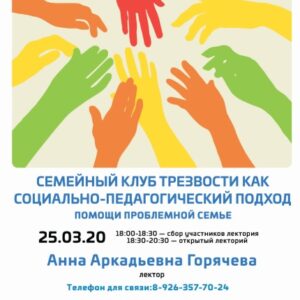 СЕМЕЙНЫЙ КЛУБ ТРЕЗВОСТИ КАК
СОЦИАЛЬНО-ПЕДАГОГИЧЕСКИЙ ПОДХОД
ПОМОЩИ ПРОБЛЕМНОЙ СЕМЬЕ
25.03.20 18:00-18:30 — сбор участников лектория
18:30-20:30 — открытый лекторий
Анна Аркадьевна Горячева
лектор
Телефон для связи:8-926-357-70-24